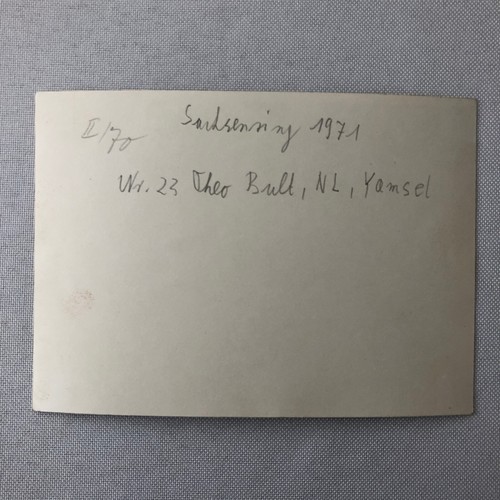 II/70
Sachsenring 1971
Nr. 23 Theo Bult, NL, Yamsel